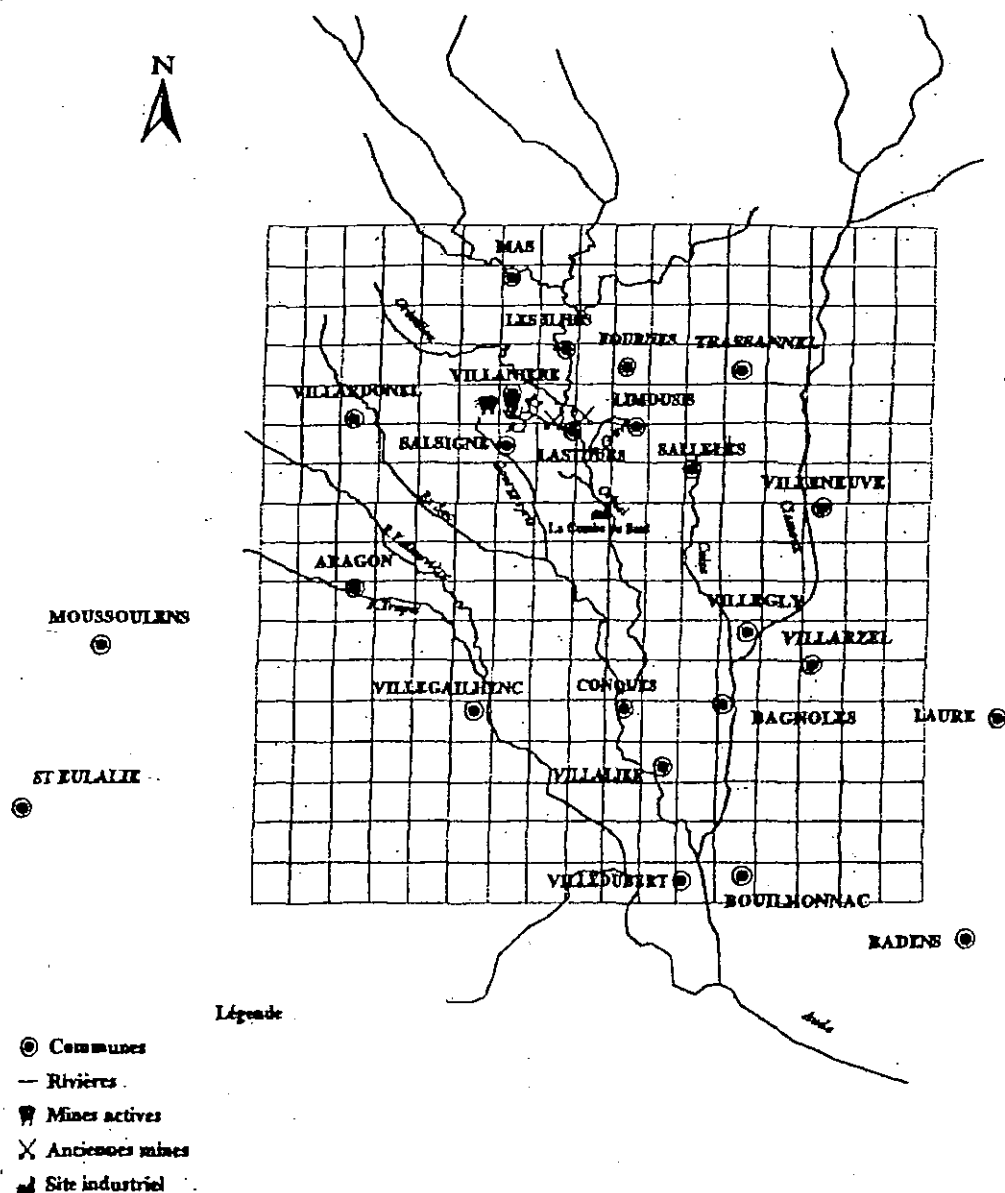 N
MAS
LES ILHES
FOURNES
TRASSANNEL
VILLANIERE
VILLARDONEL
LIMOUSIS
SALSIGNE
LASTOURS
SALLELES
VILLENEUVE
La Combe du Saut
ARAGON
MOUSSOULENS
VILLEGLY
VILLARZEL
VILLEGAILHENC
CONQUES
BAGNOLES
LAURE
ST EULALIE
VILLALIER
VILLEDUBERT
BOUILHONNAC
BADENS
Aude
Légende
Communes
Rivières
Mines actives
Anciennes mines
Site industriel